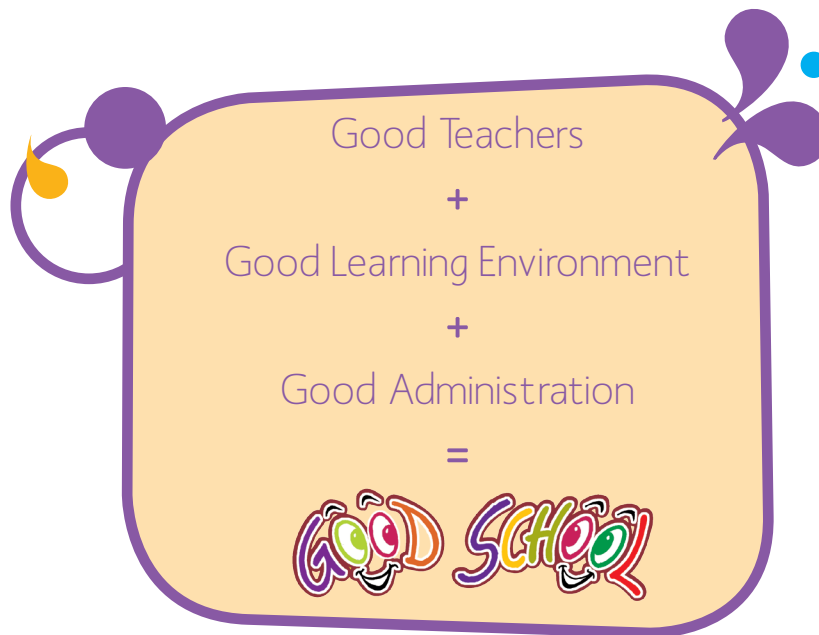 Good Teachers
+
Good Learning Environment
+
Good Administration
=
GOOD SCHOOL